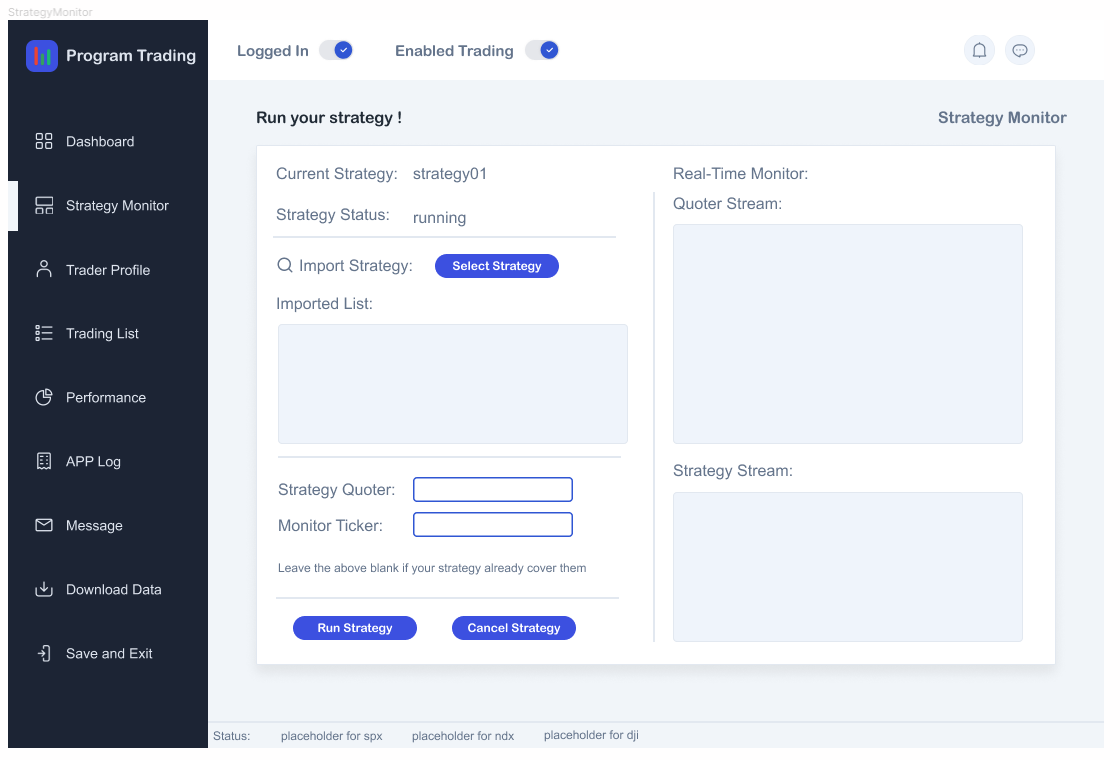 StrategyMonitor
Program Trading
Logged In
Enabled Trading
Dashboard
Strategy Monitor
Trader Profile
Trading List
Performance
APP Log
Message
Download Data
Save and Exit
Run your strategy !
Strategy Monitor
Current Strategy: strategy01
Strategy Status: running
Import Strategy: Select Strategy
Imported List:
Strategy Quoter:
Monitor Ticker:
Leave the above blank if your strategy already cover them
Run Strategy
Cancel Strategy
Real-Time Monitor:
Quoter Stream:
Strategy Stream:
Status: placeholder for spx placeholder for ndx placeholder for dji